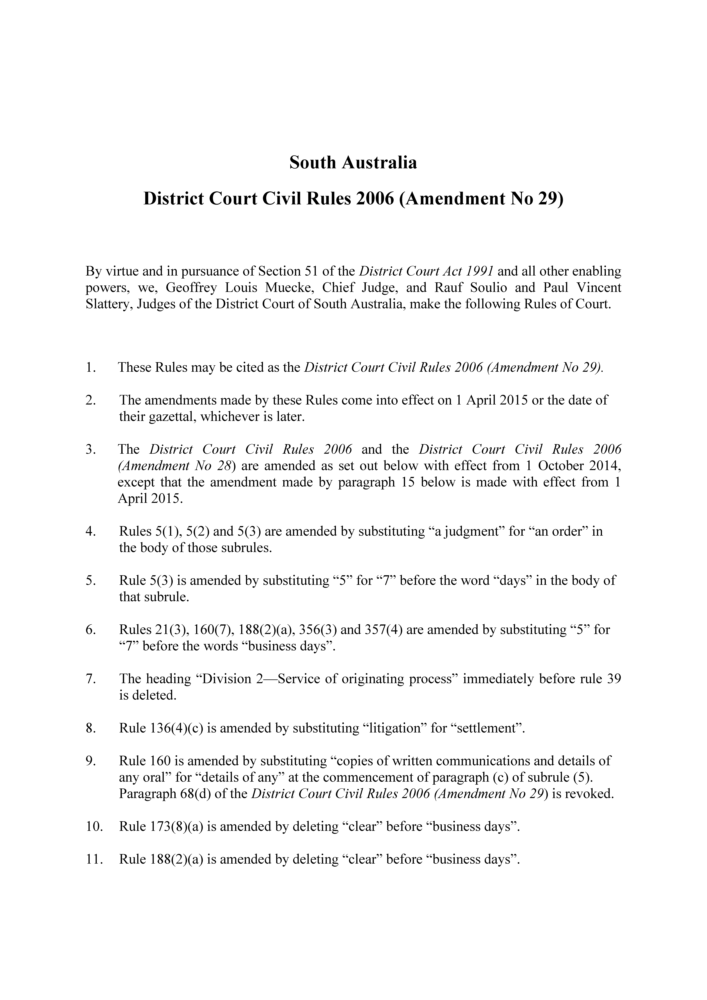 South Australia
District Court Civil Rules 2006 (Amendment No 29)
By virtue and in pursuance of Section 51 of the District Court Act 1991 and all other enabling
powers, we, Geoffrey Louis Muecke, Chief Judge, and Rauf Soulio and Paul Vincent
Slattery, Judges of the District Court of South Australia, make the following Rules of Court.
1. These Rules may be cited as the District Court Civil Rules 2006 (Amendment No 29).
2. The amendments made by these Rules come into effect on 1 April 2015 or the date of
their gazettal, whichever is later.
3. The District Court Civil Rules 2006 and the District Court Civil Rules 2006
(Amendment No 28) are amended as set out below with effect from 1 October 2014,
except that the amendment made by paragraph 15 below is made with effect from 1
April 2015.
4. Rules 5(1), 5(2) and 5(3) are amended by substituting “a judgment” for “an order” in
the body of those subrules.
5. Rule 5(3) is amended by substituting “5” for “7” before the word “days” in the body of
that subrule.
6. Rules 21(3), 160(7), 188(2)(a), 356(3) and 357(4) are amended by substituting “5” for
“7” before the words “business days”.
7. The heading “Division 2—Service of originating process” immediately before rule 39
is deleted.
8. Rule 136(4)(c) is amended by substituting “litigation” for “settlement”.
9. Rule 160 is amended by substituting “copies of written communications and details of
any oral” for “details of any” at the commencement of paragraph (c) of subrule (5).
Paragraph 68(d) of the District Court Civil Rules 2006 (Amendment No 29) is revoked.
10. Rule 173(8)(a) is amended by deleting “clear” before “business days”.
11. Rule 188(2)(a) is amended by deleting “clear” before “business days”.